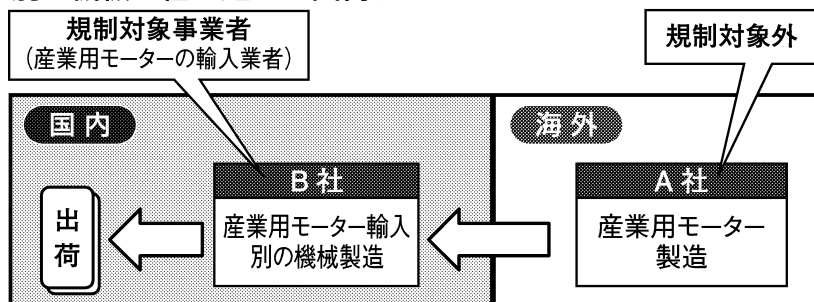 規制対象事業者
(産業用モーターの輸入業者)
規制対象外
国内
海外
B社
A社
出荷
産業用モーター輸入
別の機械製造
産業用モーター
製造